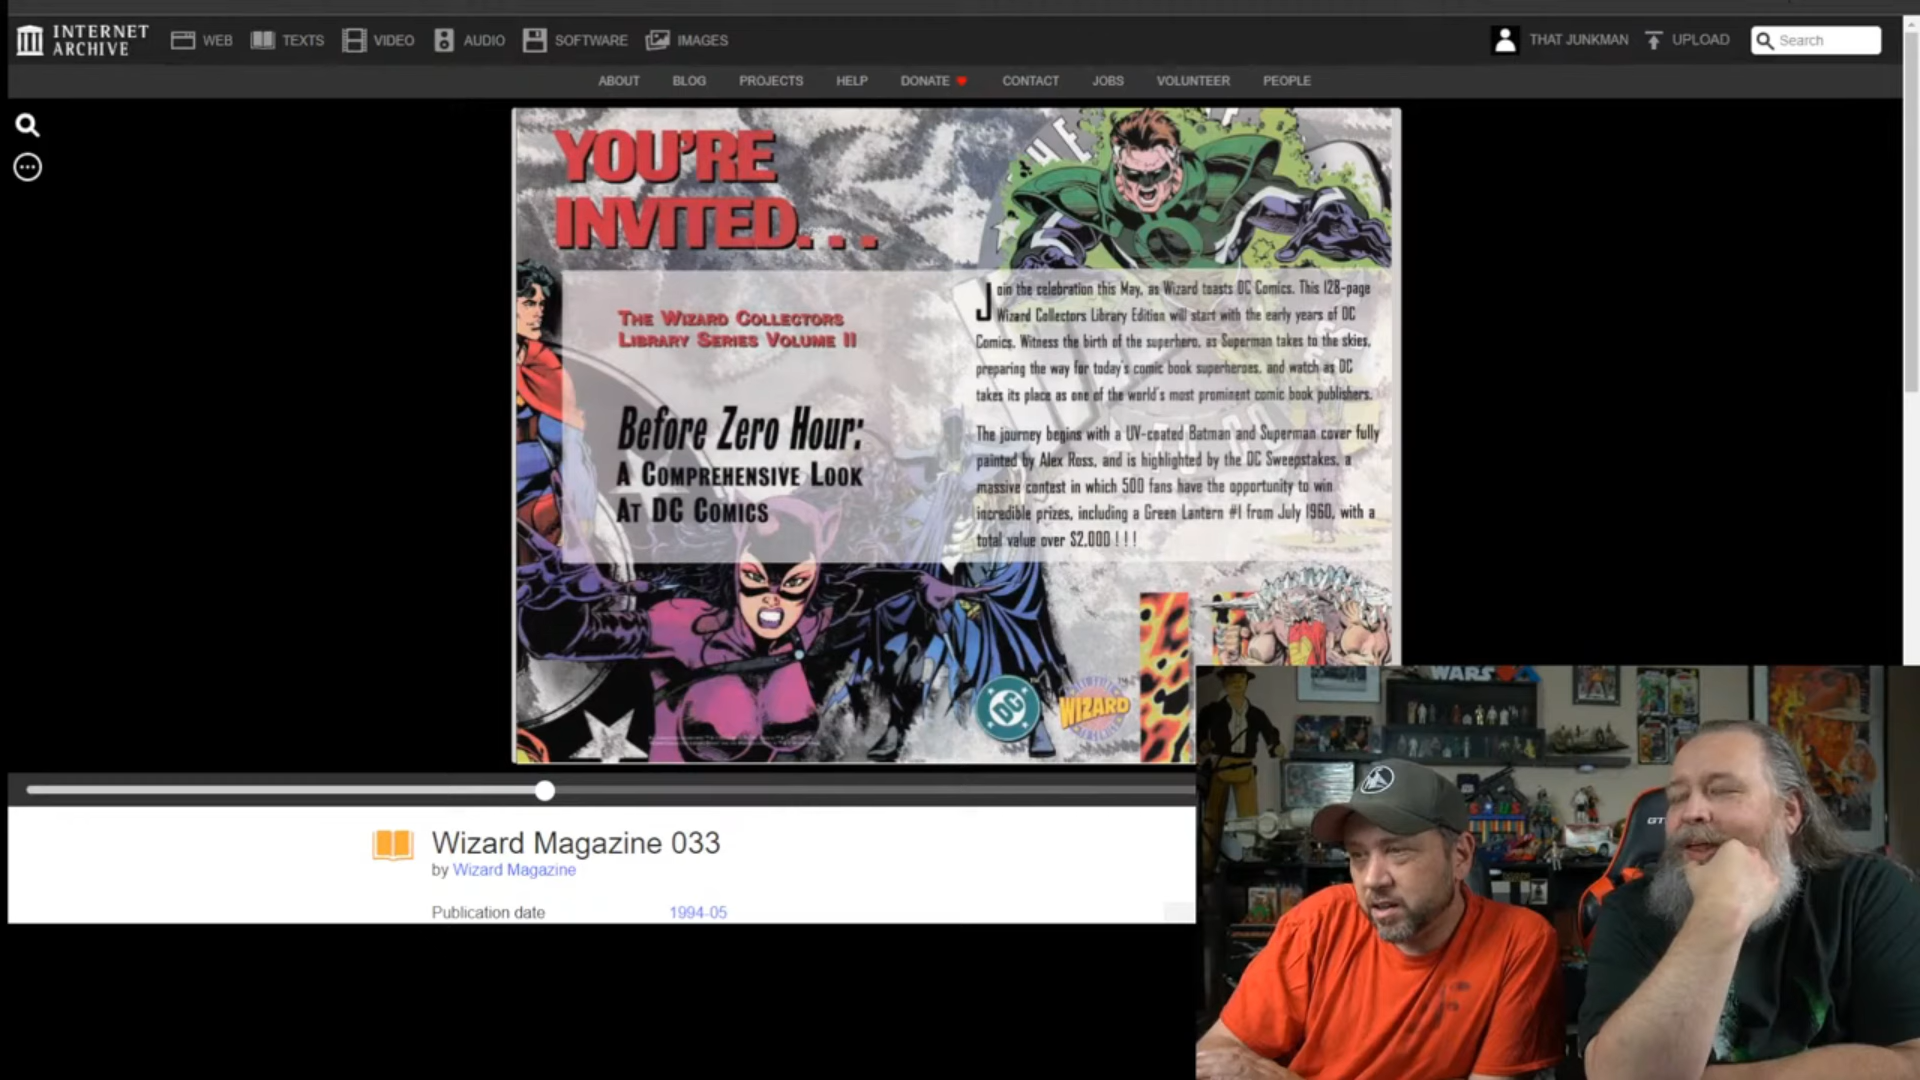 INTERNET
ARCHIVE
WEB
TEXTS
VIDEO
AUDIO
SOFTWARE
IMAGES
THAT JUNKMAN
UPLOAD
Search
ABOUT
BLOG
PROJECTS
HELP
DONATE
CONTACT
JOBS
VOLUNTEER
PEOPLE
YOU'RE
INVITED...
THE WIZARD COLLECTORS
LIBRARY SERIES VOLUME II
Before Zero Hour:
A COMPREHENSIVE LOOK
AT DC COMICS
Join the celebration this May, as Wizard toasts DC Comics. This 128-page
Wizard Collectors Library Edition will start with the early years of DC
Comics. Witness the birth of the superhero, as Superman takes to the skies,
preparing the way for today's comic book superheroes, and watch as DC
takes its place as one of the world's most prominent comic book publishers.
The journey begins with a UV-coated Batman and Superman cover fully
painted by Alex Ross, and is highlighted by the DC Sweepstakes, a
massive contest in which 500 fans have the opportunity to win
incredible prizes, including a Green Lantern #1 from July 1960, with a
total value over $2,000 ! ! !
DC
WIZARD
WARS
GT
Wizard Magazine 033
by Wizard Magazine
Publication date
1994-05